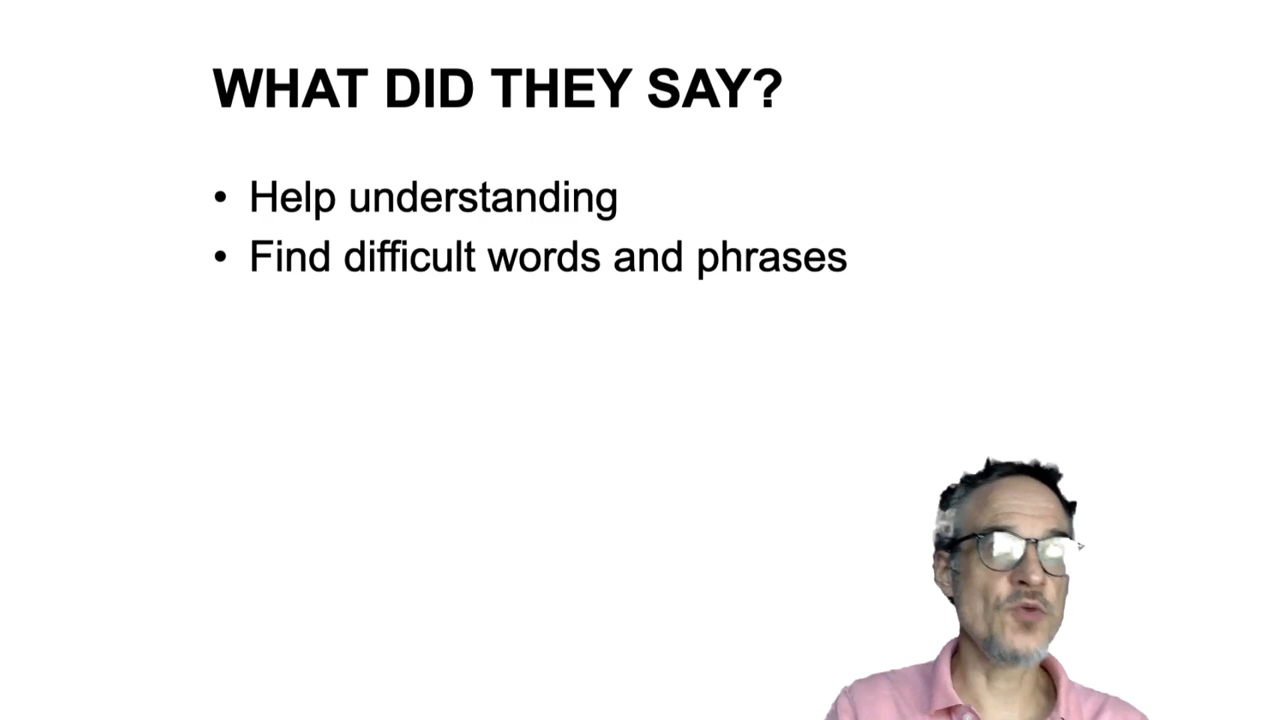 WHAT DID THEY SAY?
• Help understanding
• Find difficult words and phrases